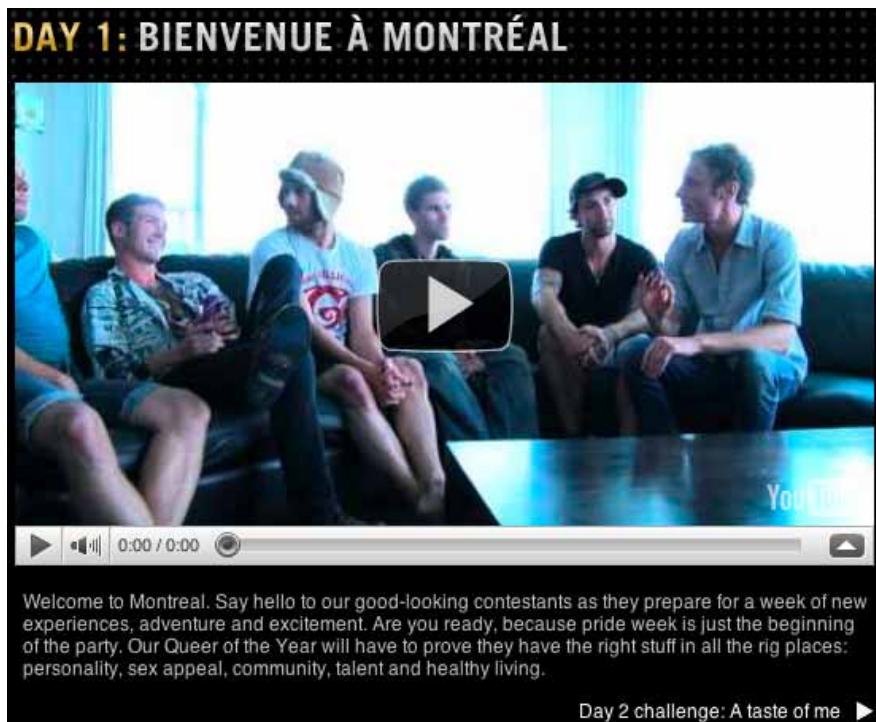 DAY 1: BIENVENUE À MONTRÉAL
YouTube
0:00 / 0:00
Welcome to Montreal. Say hello to our good-looking contestants as they prepare for a week of new
experiences, adventure and excitement. Are you ready, because pride week is just the beginning
of the party. Our Queer of the Year will have to prove they have the right stuff in all the rig places:
personality, sex appeal, community, talent and healthy living.
Day 2 challenge: A taste of me